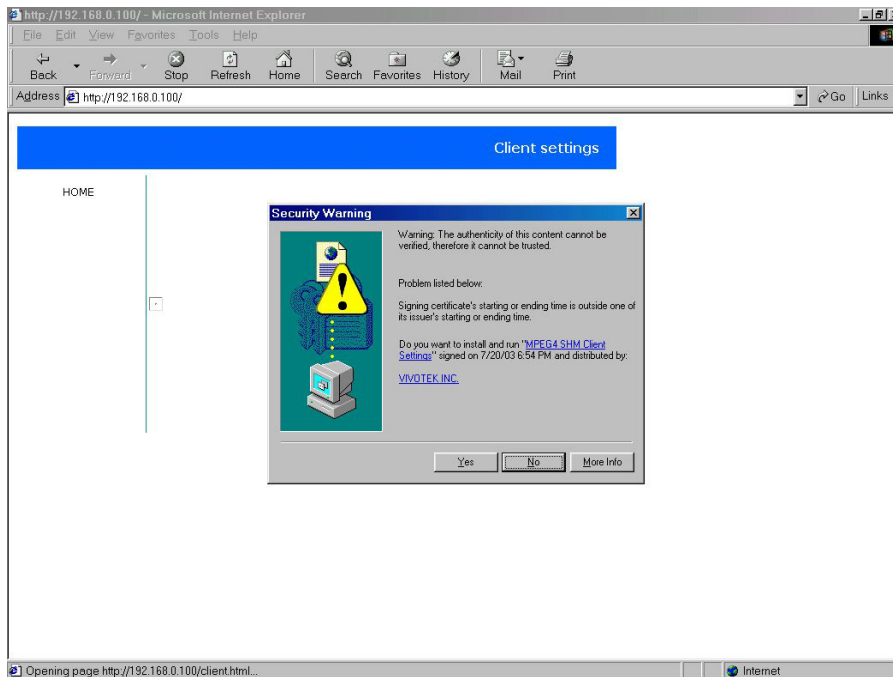 http://192.168.0.100/ - Microsoft Internet Explorer
File Edit View Favorites Tools Help
Back Forward Stop Refresh Home Search Favorites History Mail Print
Address http://192.168.0.100/ Go Links
Client settings
HOME
Security Warning
Warning: The authenticity of this content cannot be
verified, therefore it cannot be trusted.
Problem listed below:
Signing certificate's starting or ending time is outside one of
its issuer's starting or ending time.
Do you want to install and run "MPEG4 SHM Client
Settings" signed on 7/20/03 6:54 PM and distributed by:
VIVOTEK INC.
Yes No More Info
Opening page http://192.168.0.100/client.html... Internet